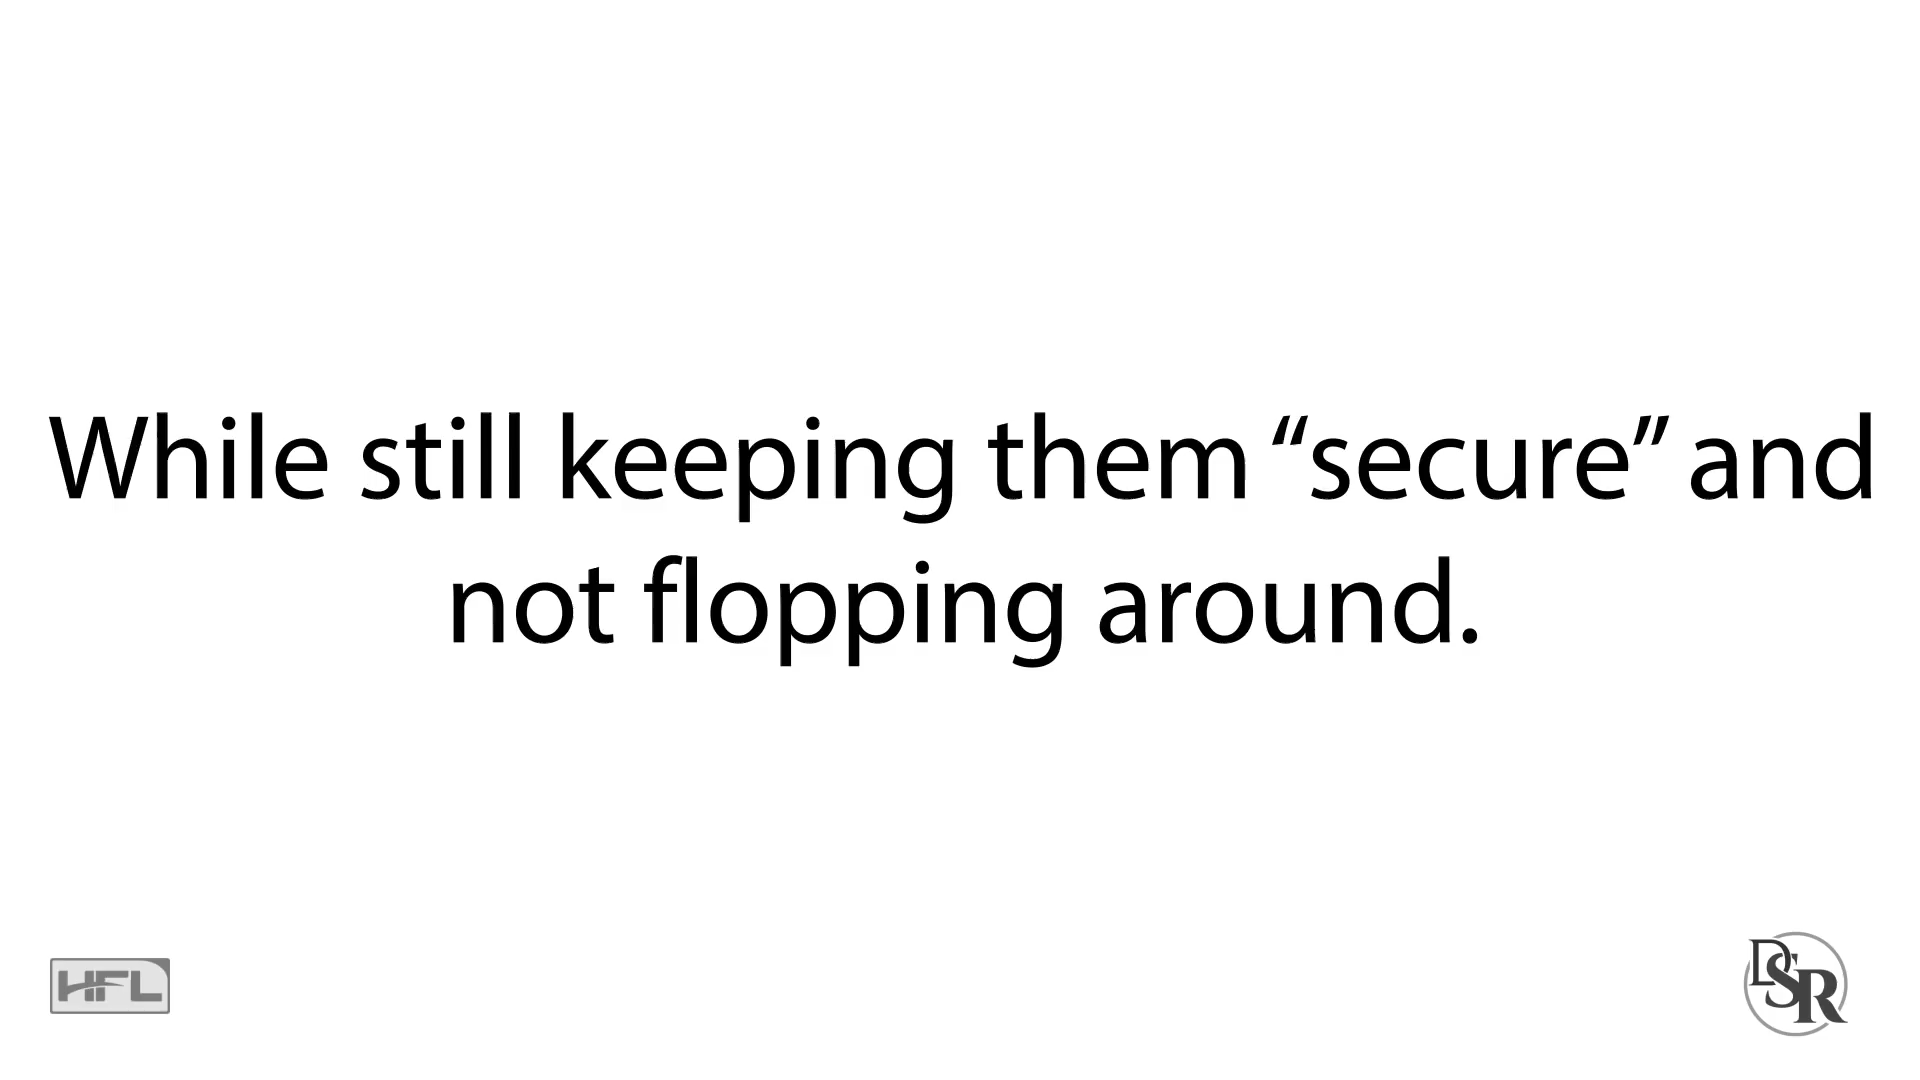 While still keeping them “secure” and
not flopping around.
HFL
DSR